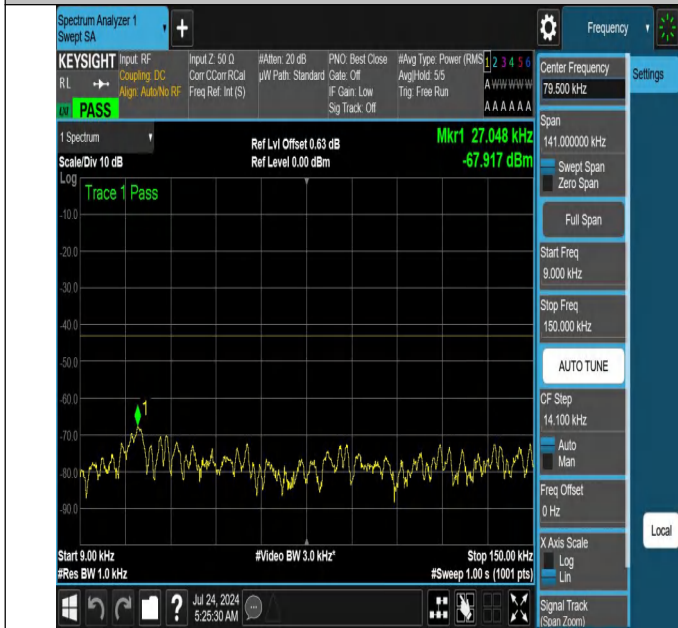 Spectrum Analyzer 1
Swept SA
+
Frequency
KEYSIGHT
RL
PASS
Input: RF
Coupling: DC
Align: Auto/No RF
Input Z: 50 Ω
Corr CCorr RCal
Freq Ref: Int (S)
#Atten: 20 dB
µW Path: Standard
PNO: Best Close
Gate: Off
IF Gain: Low
Sig Track: Off
#Avg Type: Power (RMS
Avg|Hold: 5/5
Trig: Free Run
1 2 3 4 5 6
A W W W W W
A A A A A A
1 Spectrum
Scale/Div 10 dB
Ref Lvl Offset 0.63 dB
Ref Level 0.00 dBm
Mkr1 27.048 kHz
-67.917 dBm
Log
Trace 1 Pass
-10.0
-20.0
-30.0
-40.0
-50.0
-60.0
-70.0
-80.0
-90.0
1
Start 9.00 kHz
#Res BW 1.0 kHz
#Video BW 3.0 kHz*
Stop 150.00 kHz
#Sweep 1.00 s (1001 pts)
?
Jul 24, 2024
5:25:30 AM
Center Frequency
79.500 kHz
Settings
Span
141.000000 kHz
Swept Span
Zero Span
Full Span
Start Freq
9.000 kHz
Stop Freq
150.000 kHz
AUTO TUNE
CF Step
14.100 kHz
Auto
Man
Freq Offset
0 Hz
Local
X Axis Scale
Log
Lin
Signal Track
(Span Zoom)